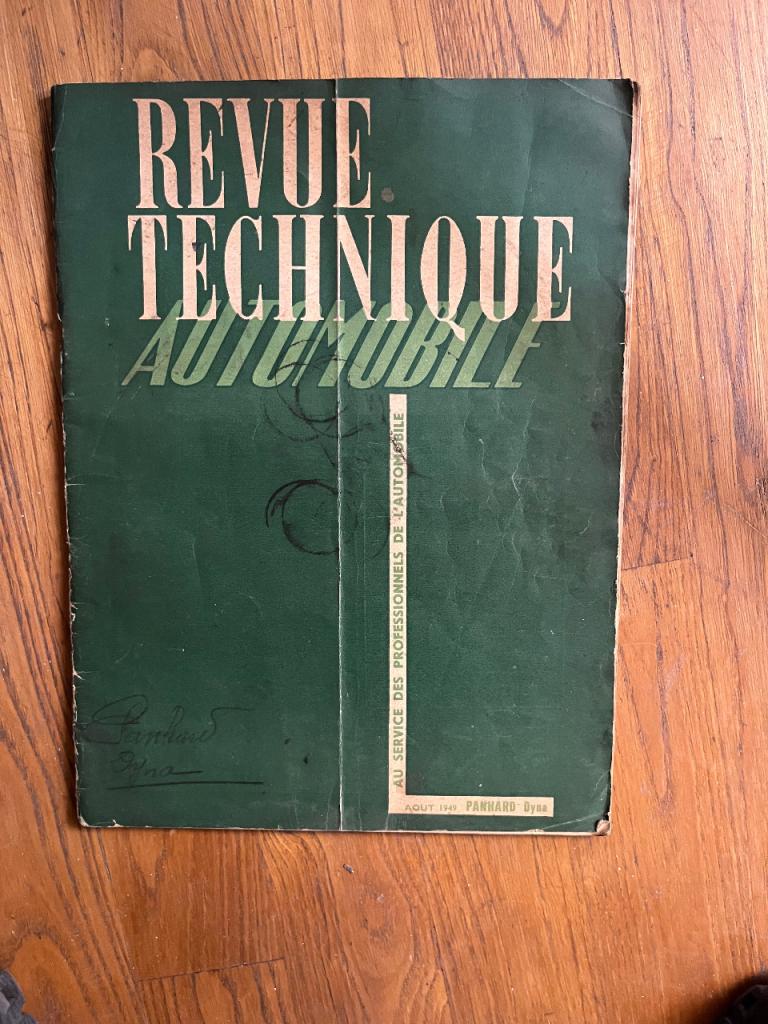 REVUE
TECHNIQUE
AUTOMOBILE
AU SERVICE DES PROFESSIONNELS DE L'AUTOMOBILE
Panhard
Dyna
AOUT 1949 PANHARD - Dyna